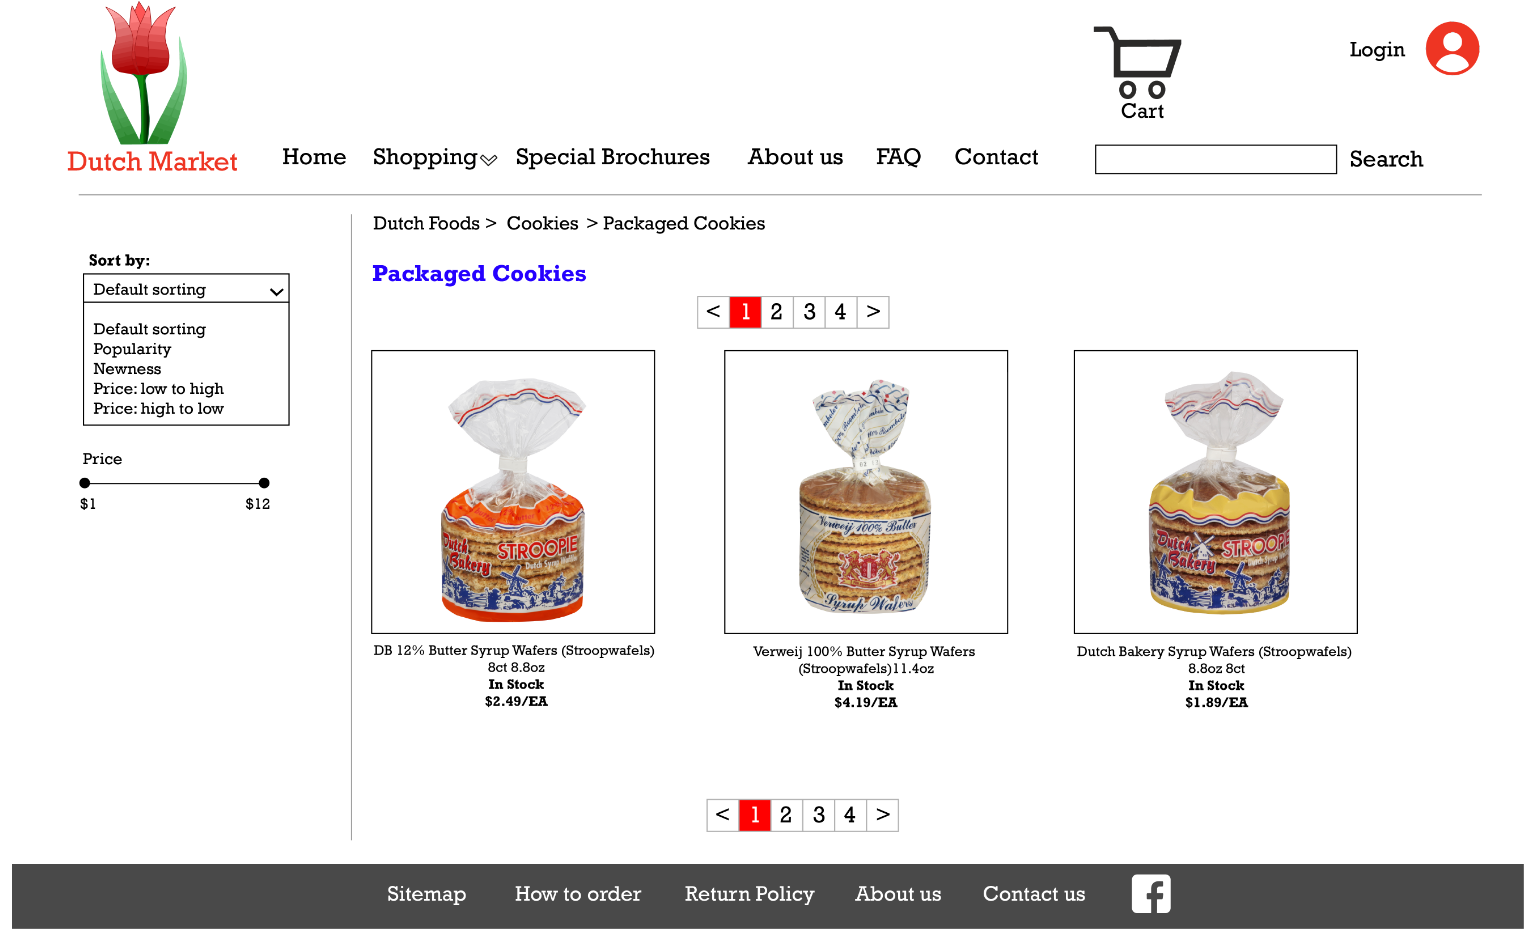 Dutch Market
Cart
Login
Home
Shopping
Special Brochures
About us
FAQ
Contact
Search
Dutch Foods > Cookies > Packaged Cookies
Sort by:
Default sorting
Default sorting
Popularity
Newness
Price: low to high
Price: high to low
Price
$1 $12
Packaged Cookies
< 1 2 3 4 >
Dutch
Bakery
STROOPIE
Dutch Syrup
Verweij 100% Butter
Syrup Wafers
Dutch
Bakery
STROOPIE
DB 12% Butter Syrup Wafers (Stroopwafels)
8ct 8.8oz
In Stock
$2.49/EA
Verweij 100% Butter Syrup Wafers
(Stroopwafels)11.4oz
In Stock
$4.19/EA
Dutch Bakery Syrup Wafers (Stroopwafels)
8.8oz 8ct
In Stock
$1.89/EA
< 1 2 3 4 >
Sitemap
How to order
Return Policy
About us
Contact us